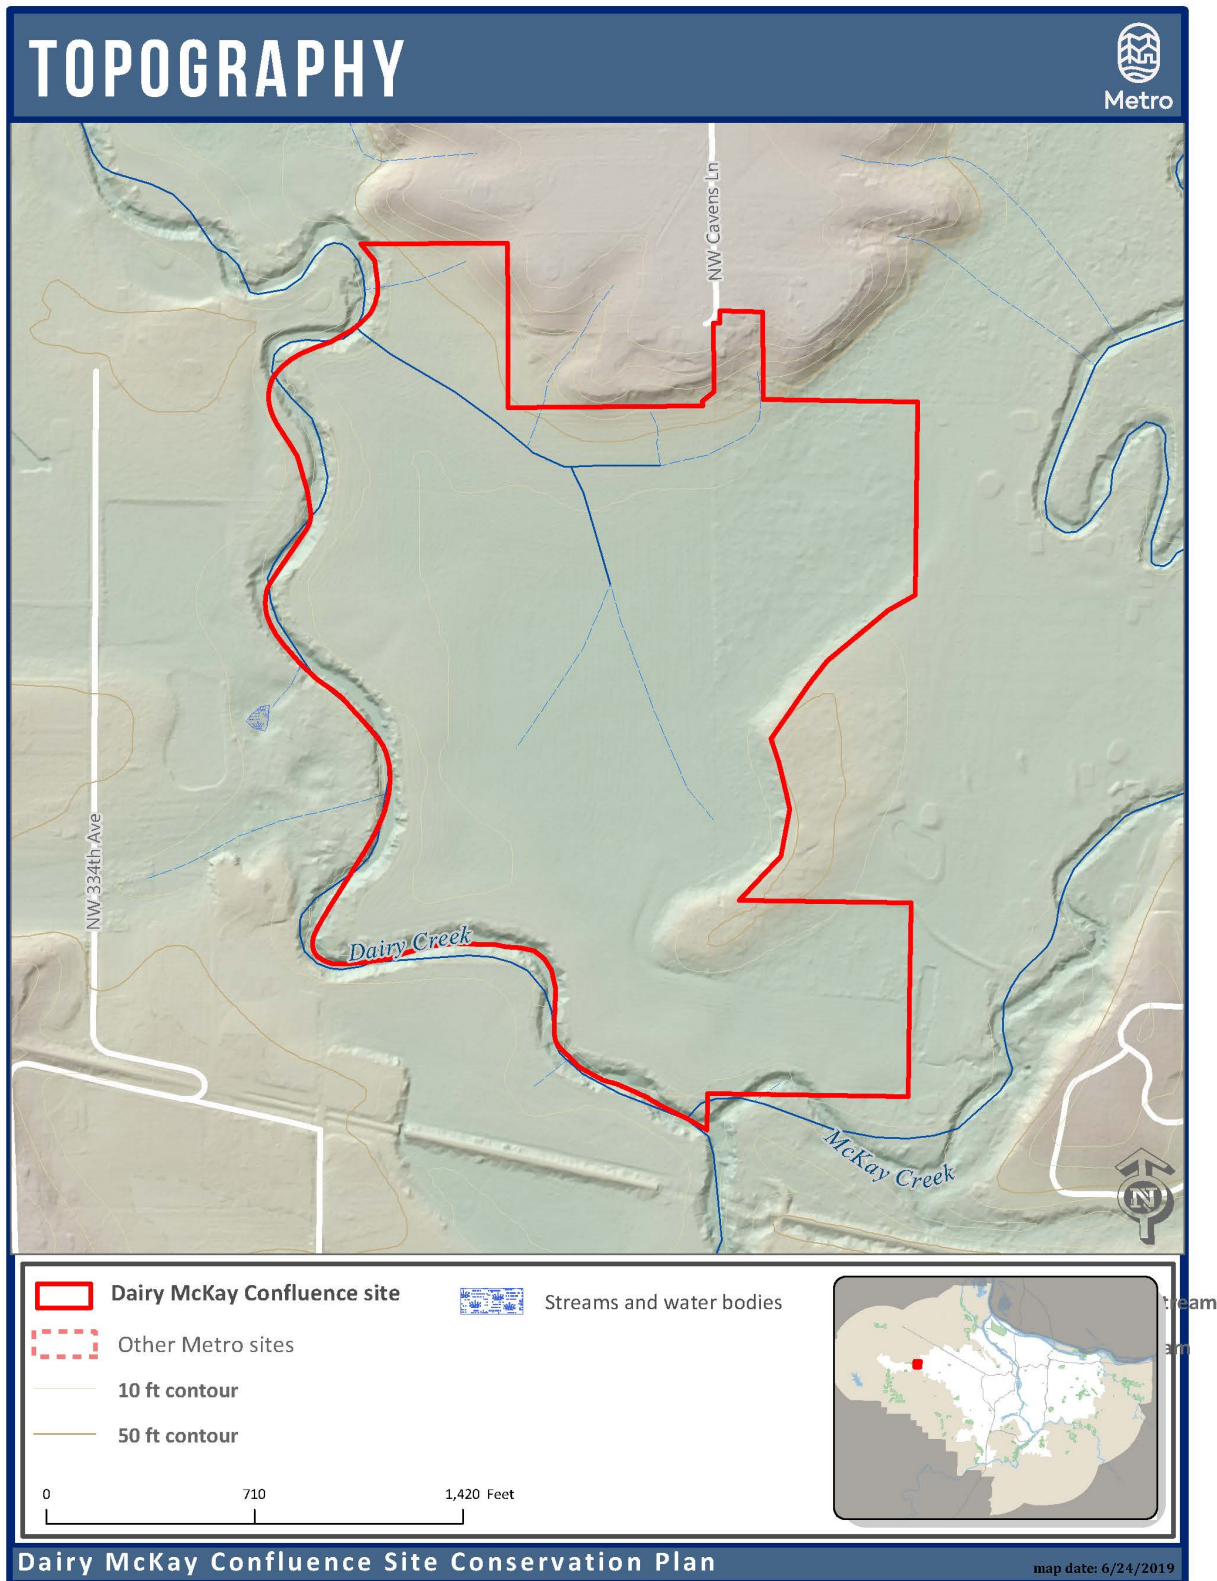 TOPOGRAPHY
Metro
NW Cavens Ln
NW 334th Ave
Dairy Creek
McKay Creek
N
Dairy McKay Confluence site
Streams and water bodies
Other Metro sites
10 ft contour
50 ft contour
0 710 1,420 Feet
Dairy McKay Confluence Site Conservation Plan
map date: 6/24/2019